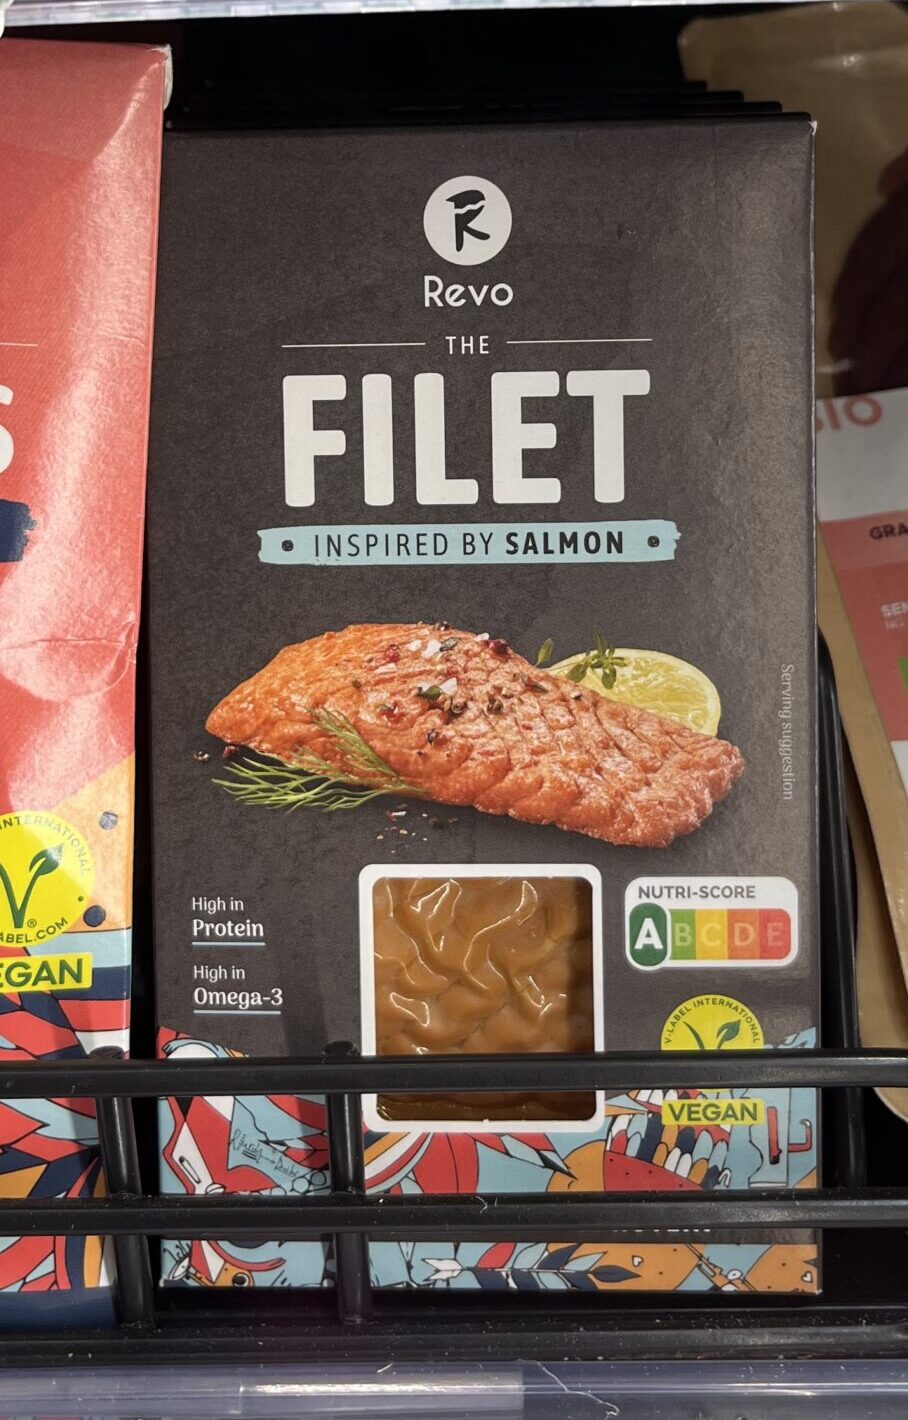 Revo
THE
FILET
INSPIRED BY SALMON
Serving suggestion
High in
Protein
High in
Omega-3
NUTRI-SCORE
A B C D E
V-LABEL INTERNATIONAL
VEGAN
S
INTERNATIONAL
ABEL.COM
EGAN
GRA